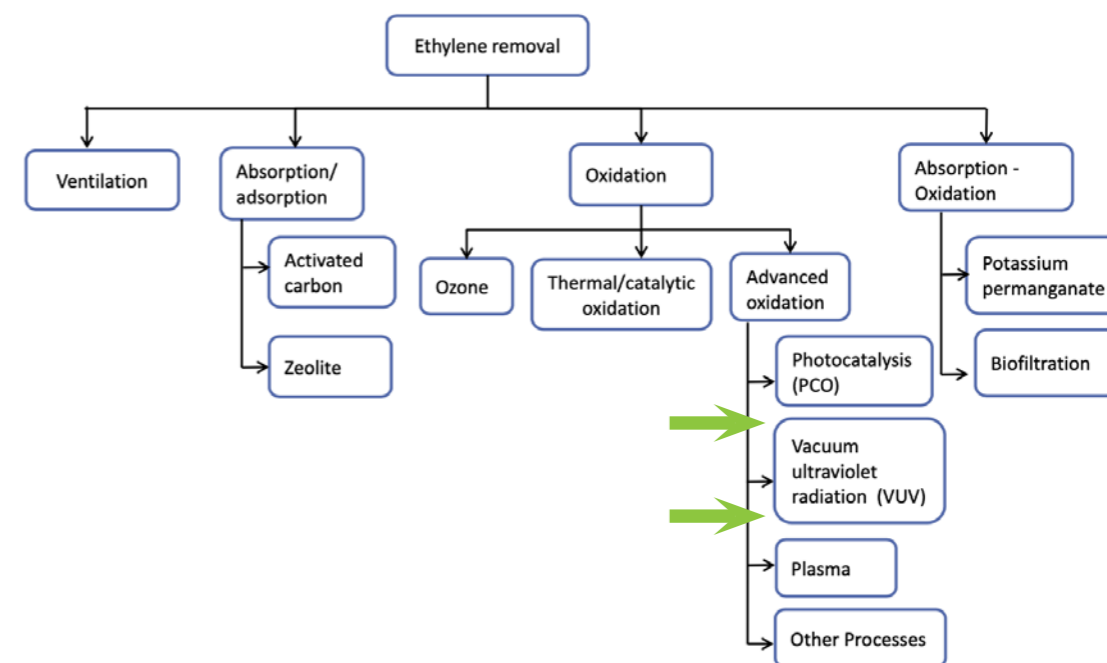 Ethylene removal
Ventilation
Absorption/
adsorption
Oxidation
Absorption -
Oxidation
Activated
carbon
Zeolite
Ozone
Thermal/catalytic
oxidation
Advanced
oxidation
Potassium
permanganate
Biofiltration
Photocatalysis
(PCO)
Vacuum
ultraviolet
radiation (VUV)
Plasma
Other Processes